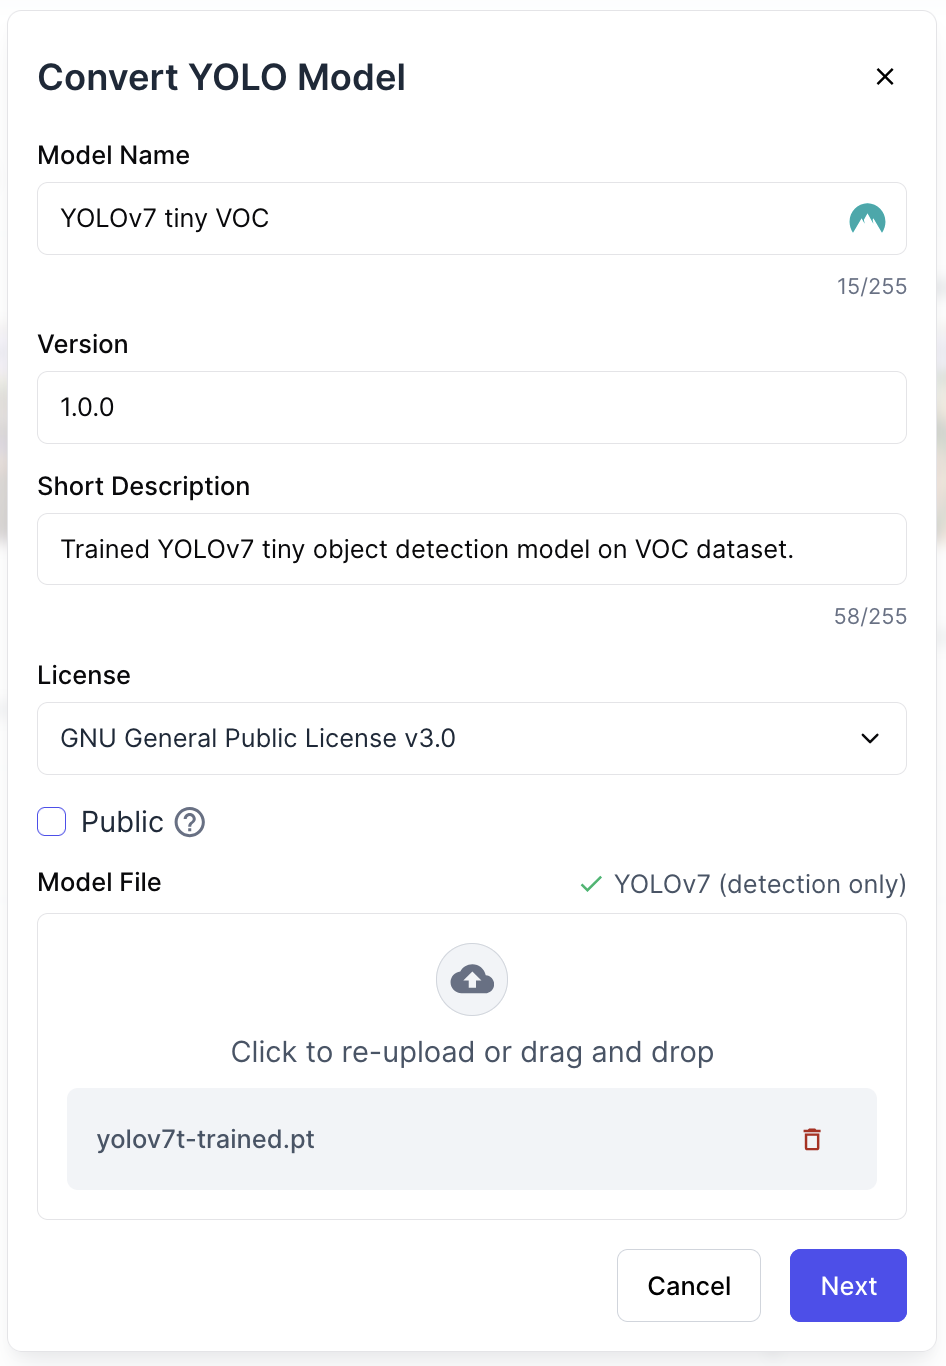 Convert YOLO Model
Model Name
YOLOv7 tiny VOC
15/255
Version
1.0.0
Short Description
Trained YOLOv7 tiny object detection model on VOC dataset.
58/255
License
GNU General Public License v3.0
Public
Model File
YOLOv7 (detection only)
Click to re-upload or drag and drop
yolov7t-trained.pt
Cancel
Next